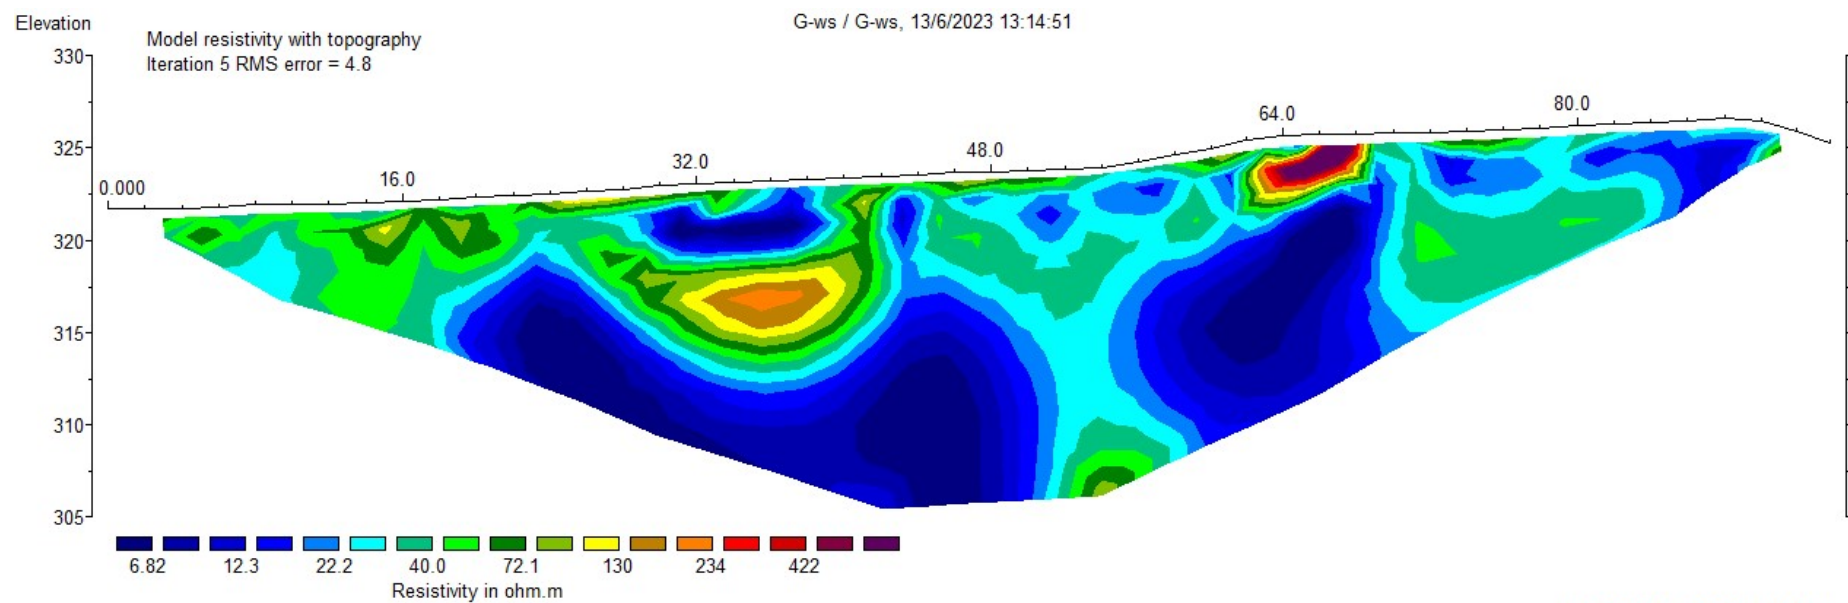 Elevation
G-ws / G-ws, 13/6/2023 13:14:51
Model resistivity with topography
Iteration 5 RMS error = 4.8
330
325
320
315
310
305
0.000
16.0
32.0
48.0
64.0
80.0
6.82 12.3 22.2 40.0 72.1 130 234 422
Resistivity in ohm.m